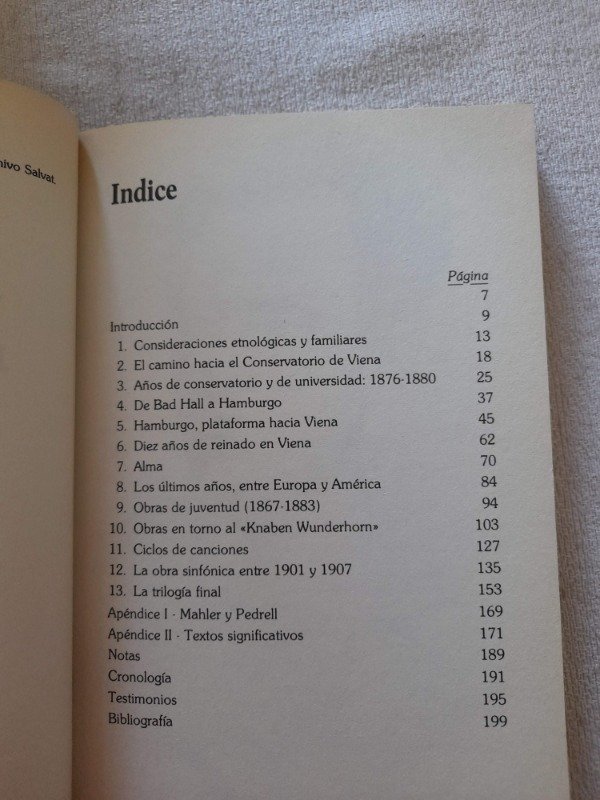 Salvat.
Indice
Página
7
Introducción 9
1. Consideraciones etnológicas y familiares 13
2. El camino hacia el Conservatorio de Viena 18
3. Años de conservatorio y de universidad: 1876-1880 25
4. De Bad Hall a Hamburgo 37
5. Hamburgo, plataforma hacia Viena 45
6. Diez años de reinado en Viena 62
7. Alma 70
8. Los últimos años, entre Europa y América 84
9. Obras de juventud (1867-1883) 94
10. Obras en torno al «Knaben Wunderhorn» 103
11. Ciclos de canciones 127
12. La obra sinfónica entre 1901 y 1907 135
13. La trilogía final 153
Apéndice I - Mahler y Pedrell 169
Apéndice II - Textos significativos 171
Notas 189
Cronología 191
Testimonios 195
Bibliografía 199